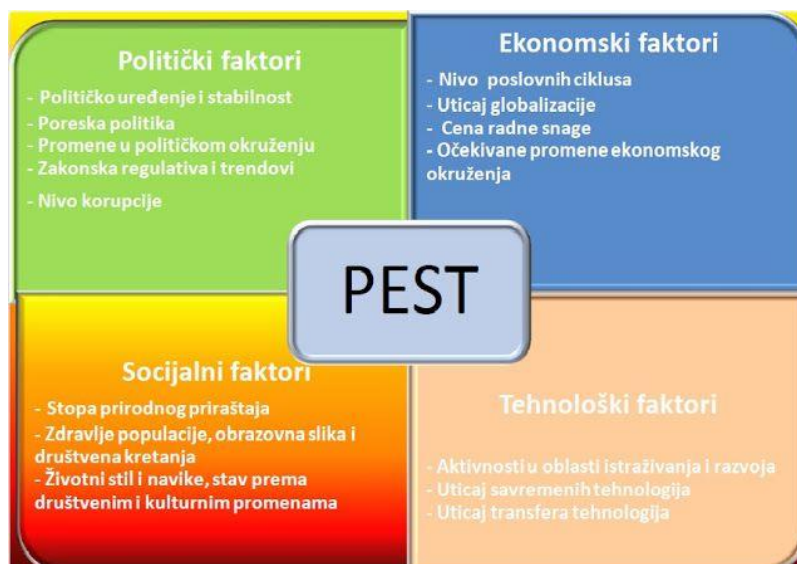 Politički faktori
- Političko uređenje i stabilnost
- Poreska politika
- Promene u političkom okruženju
- Zakonska regulativa i trendovi
- Nivo korupcije
Ekonomski faktori
- Nivo poslovnih ciklusa
- Uticaj globalizacije
- Cena radne snage
- Očekivane promene ekonomskog
okruženja
PEST
Socijalni faktori
- Stopa prirodnog priraštaja
- Zdravlje populacije, obrazovna slika i
društvena kretanja
- Životni stil i navike, stav prema
društvenim i kulturnim promenama
Tehnološki faktori
- Aktivnosti u oblasti istraživanja i razvoja
- Uticaj savremenih tehnologija
- Uticaj transfera tehnologija